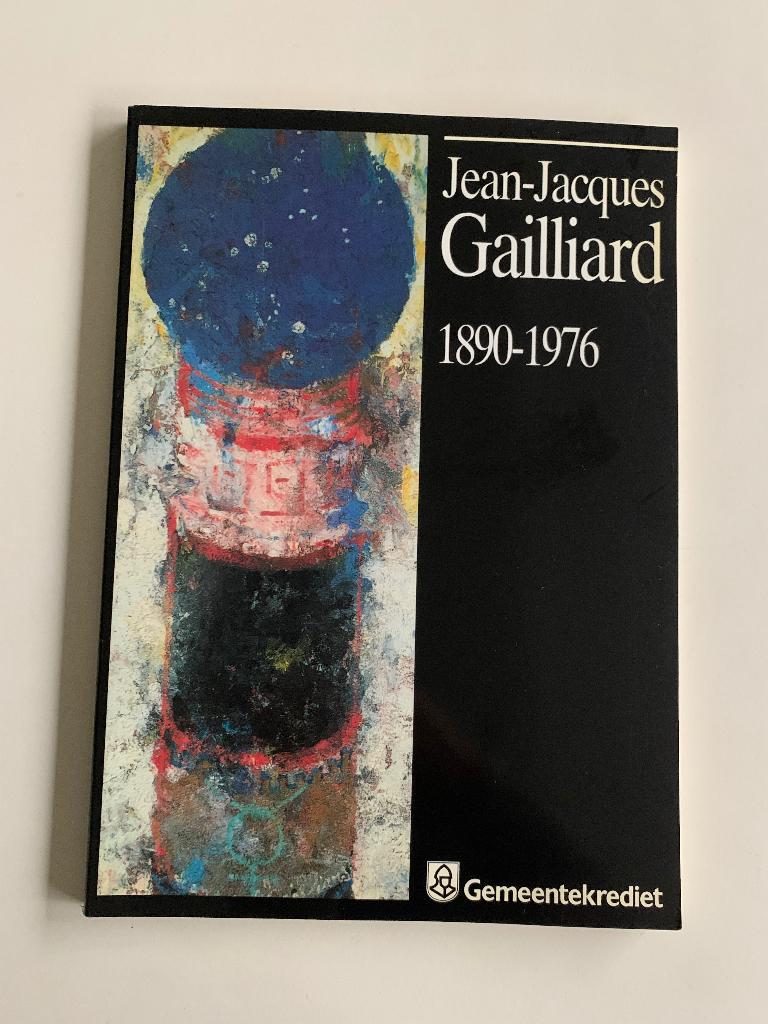 Jean-Jacques
Gailliard
1890-1976
Gemeentekrediet